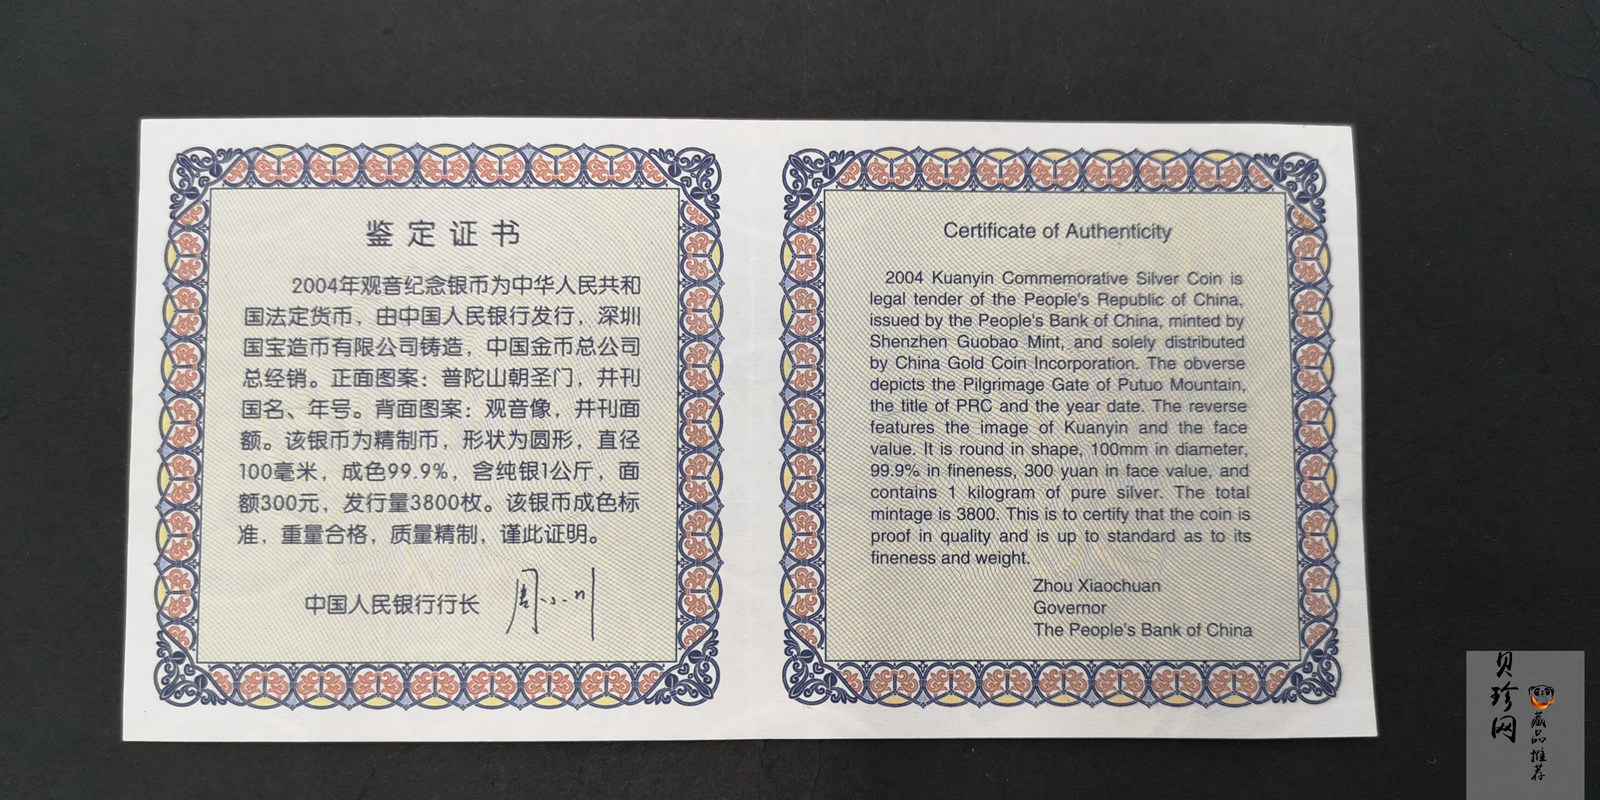 鉴定证书
2004年观音纪念银币为中华人民共和
国法定货币，由中国人民银行发行，深圳
国宝造币有限公司铸造，中国金币总公司
总经销。正面图案：普陀山朝圣门，并刊
国名、年号。背面图案：观音像，并刊面
额。该银币为精制币，形状为圆形，直径
100毫米，成色99.9%，含纯银1公斤，面
额300元，发行量3800枚。该银币成色标
准，重量合格，质量精制，谨此证明。
中国人民银行行长 周小川
Certificate of Authenticity
2004 Kuanyin Commemorative Silver Coin is
legal tender of the People's Republic of China,
issued by the People's Bank of China, minted by
Shenzhen Guobao Mint, and solely distributed
by China Gold Coin Incorporation. The obverse
depicts the Pilgrimage Gate of Putuo Mountain,
the title of PRC and the year date. The reverse
features the image of Kuanyin and the face
value. It is round in shape, 100mm in diameter,
99.9% in fineness, 300 yuan in face value, and
contains 1 kilogram of pure silver. The total
mintage is 3800. This is to certify that the coin is
proof in quality and is up to standard as to its
fineness and weight.
Zhou Xiaochuan
Governor
The People's Bank of China
贝珍网
藏品推荐